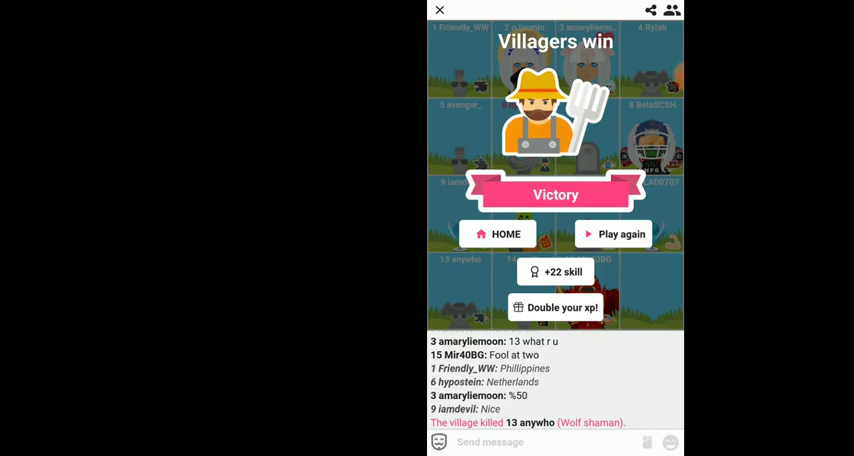 1 Friendly_WW
3 amaryliemo...
4 Rylah
Villagers win
5 avenger_
8 BetaSCSH
Victory
HOME
Play again
13 anywho
+22 skill
Double your xp!
3 amaryliemoon: 13 what r u
15 Mir40BG: Fool at two
1 Friendly_WW: Phillippines
6 hypostein: Netherlands
3 amaryliemoon: %50
9 iamdevil: Nice
The village killed 13 anywho (Wolf shaman).
Send message